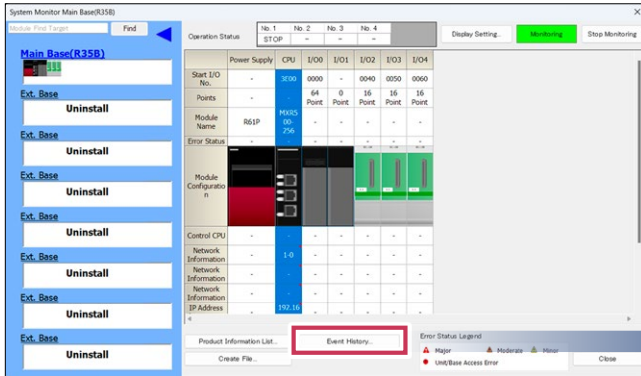 System Monitor Main Base(R35B)
Module Find Target
Find
Main Base(R35B)
Ext. Base
Uninstall
Ext. Base
Uninstall
Ext. Base
Uninstall
Ext. Base
Uninstall
Ext. Base
Uninstall
Ext. Base
Uninstall
Ext. Base
Uninstall
Operation Status
No. 1 No. 2 No. 3 No. 4
STOP - - -
Display Setting...
Monitoring
Stop Monitoring
Power Supply CPU I/O0 I/O1 I/O2 I/O3 I/O4
Start I/O No. - 3E00 0000 - 0040 0050 0060
Points - - 64 Point 0 Point 16 Point 16 Point 16 Point
Module Name R61P MXR500-256 - - - - -
Error Status - - - - - - -
Module Configuration
Control CPU - - - - - - -
Network Information - 1-0 - - - - -
Network Information - - - - - - -
Network Information - - - - - - -
IP Address - 192.16 - - - - -
Product Information List...
Event History...
Create File...
Error Status Legend
Major Moderate Minor
Unit/Base Access Error
Close